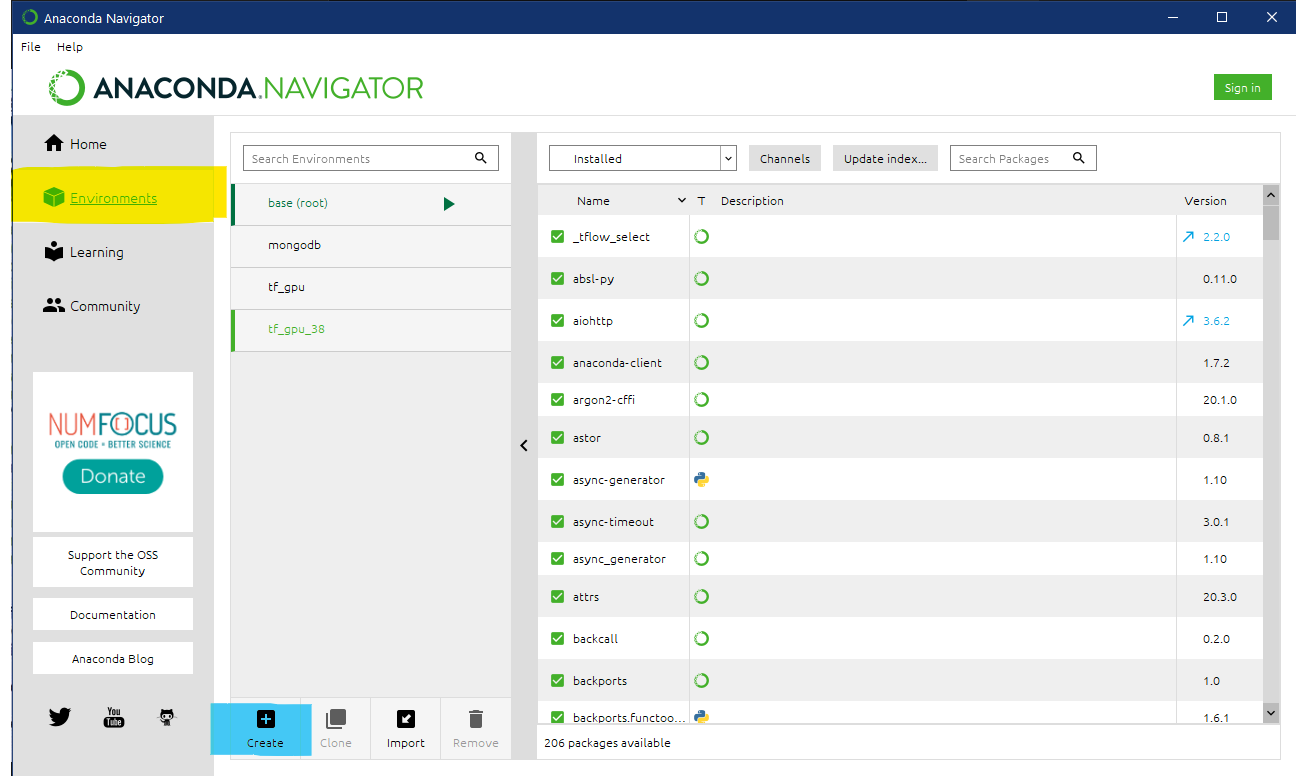 Anaconda Navigator
File Help
ANACONDA.NAVIGATOR
Sign in
Home
Environments
Learning
Community
NUMFOCUS
OPEN CODE = BETTER SCIENCE
Donate
Support the OSS
Community
Documentation
Anaconda Blog
You
Tube
Search Environments
base (root)
mongodb
tf_gpu
tf_gpu_38
Create Clone Import Remove
Installed Channels Update index... Search Packages
Name T Description Version
_tflow_select 2.2.0
absl-py 0.11.0
aiohttp 3.6.2
anaconda-client 1.7.2
argon2-cffi 20.1.0
astor 0.8.1
async-generator 1.10
async-timeout 3.0.1
async_generator 1.10
attrs 20.3.0
backcall 0.2.0
backports 1.0
backports.functoo... 1.6.1
206 packages available